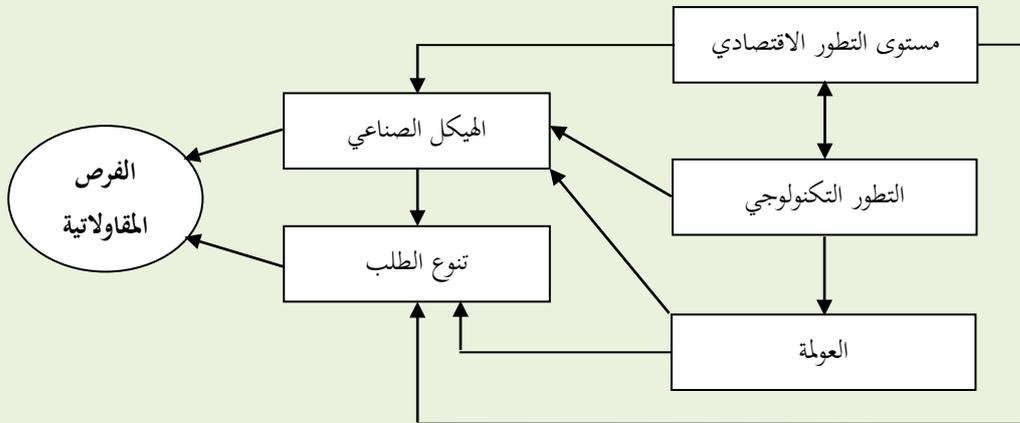 مستوى التطور الاقتصادي
الهيكل الصناعي
الفرص
المقاولاتية
التطور التكنولوجي
تنوع الطلب
العولمة